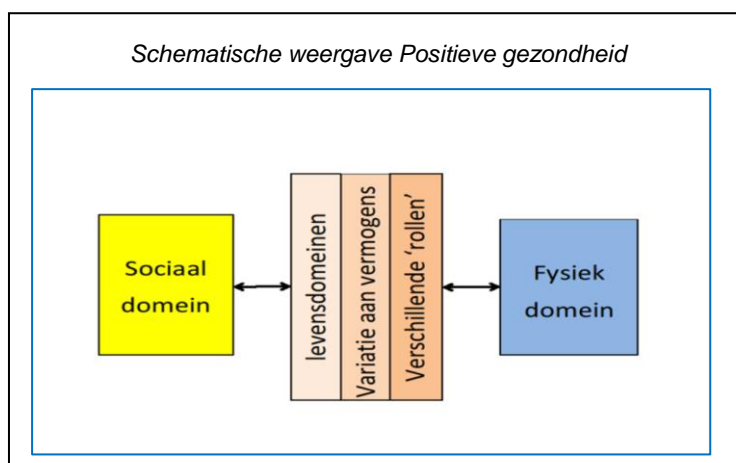 Schematische weergave Positieve gezondheid
Sociaal
domein
levensdomeinen
Variatie aan vermogens
Verschillende ‘rollen’
Fysiek
domein